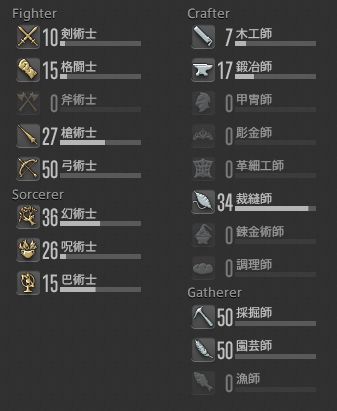 Fighter
10 剣術士
15 格闘士
0 斧術士
27 槍術士
50 弓術士
Sorcerer
36 幻術士
26 呪術士
15 巴術士
Crafter
7 木工師
17 鍛冶師
0 甲冑師
0 彫金師
0 革細工師
34 裁縫師
0 錬金術師
0 調理師
Gatherer
50 採掘師
50 園芸師
0 漁師